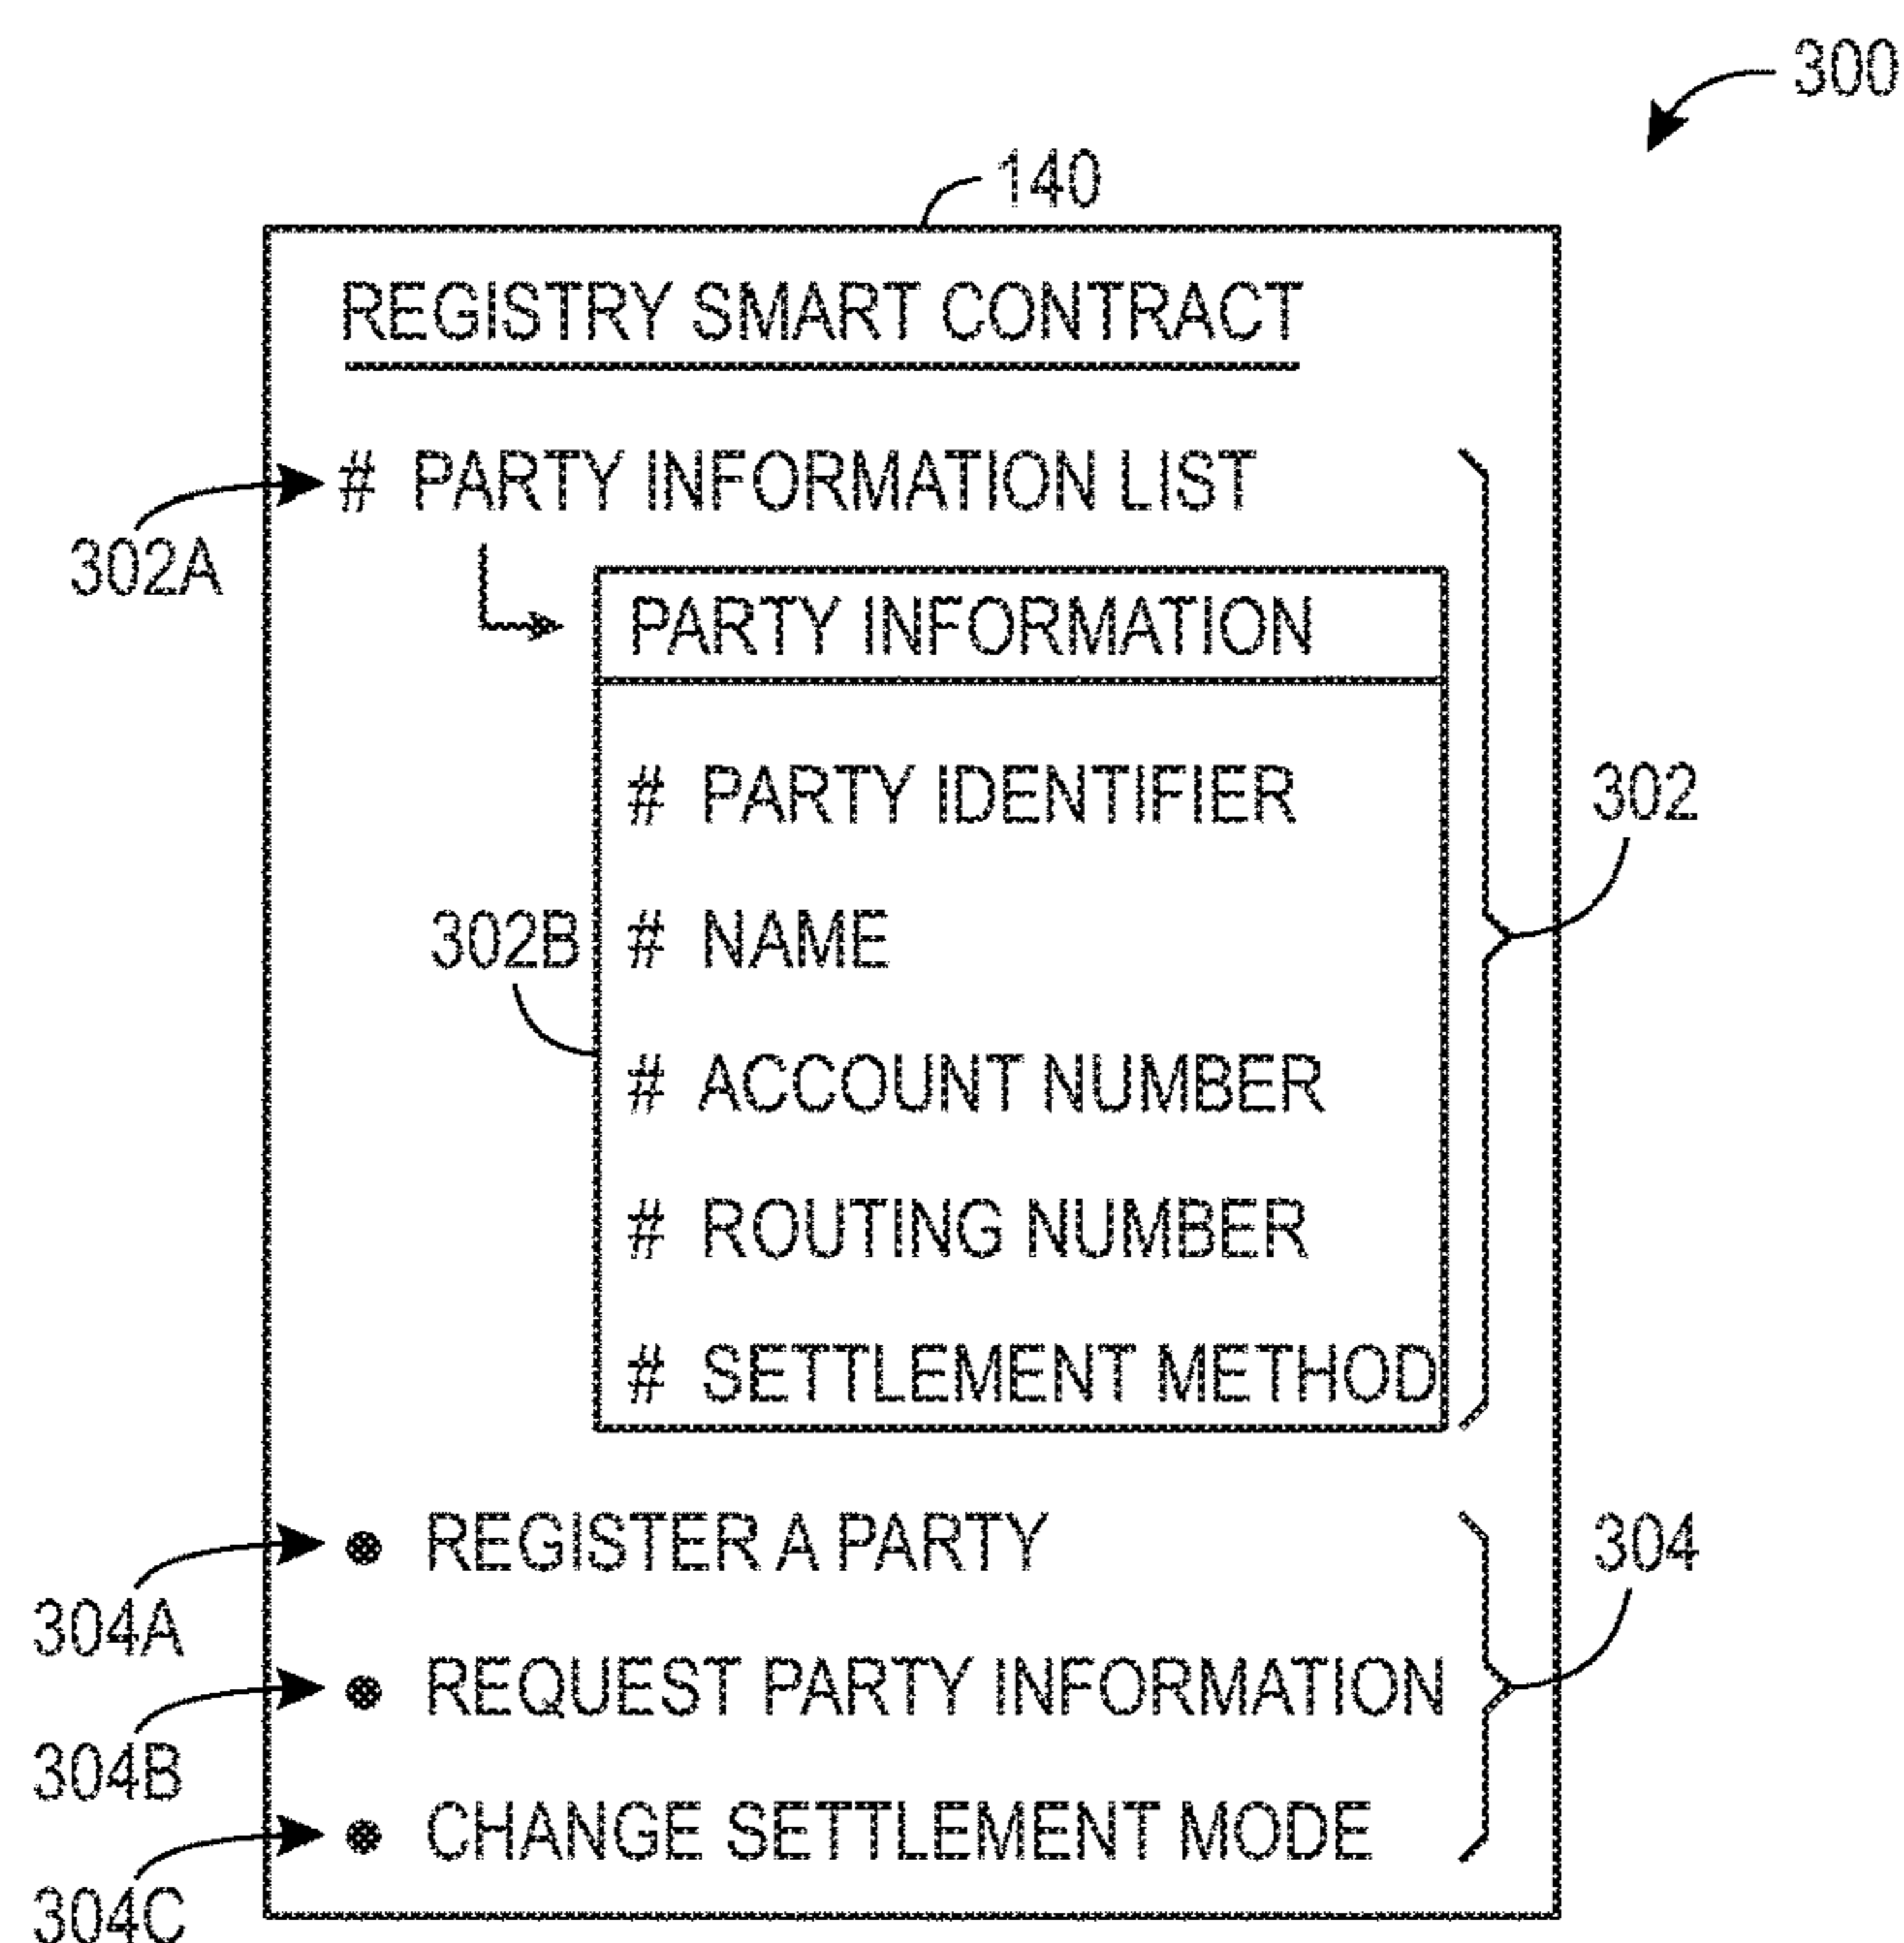 300
140
REGISTRY SMART CONTRACT
# PARTY INFORMATION LIST
302A
PARTY INFORMATION
# PARTY IDENTIFIER
302
302B
# NAME
# ACCOUNT NUMBER
# ROUTING NUMBER
# SETTLEMENT METHOD
• REGISTER A PARTY
304
304A
• REQUEST PARTY INFORMATION
304B
• CHANGE SETTLEMENT MODE
304C